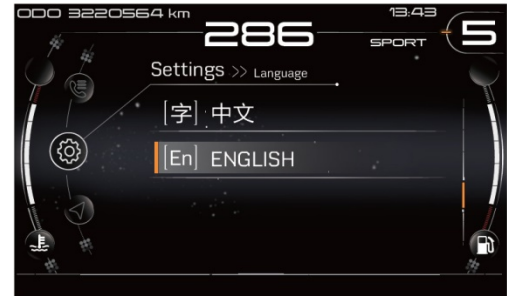 ODO 3220564 km
286
13:43
SPORT
5
Settings >> Language
[字] 中文
[En] ENGLISH